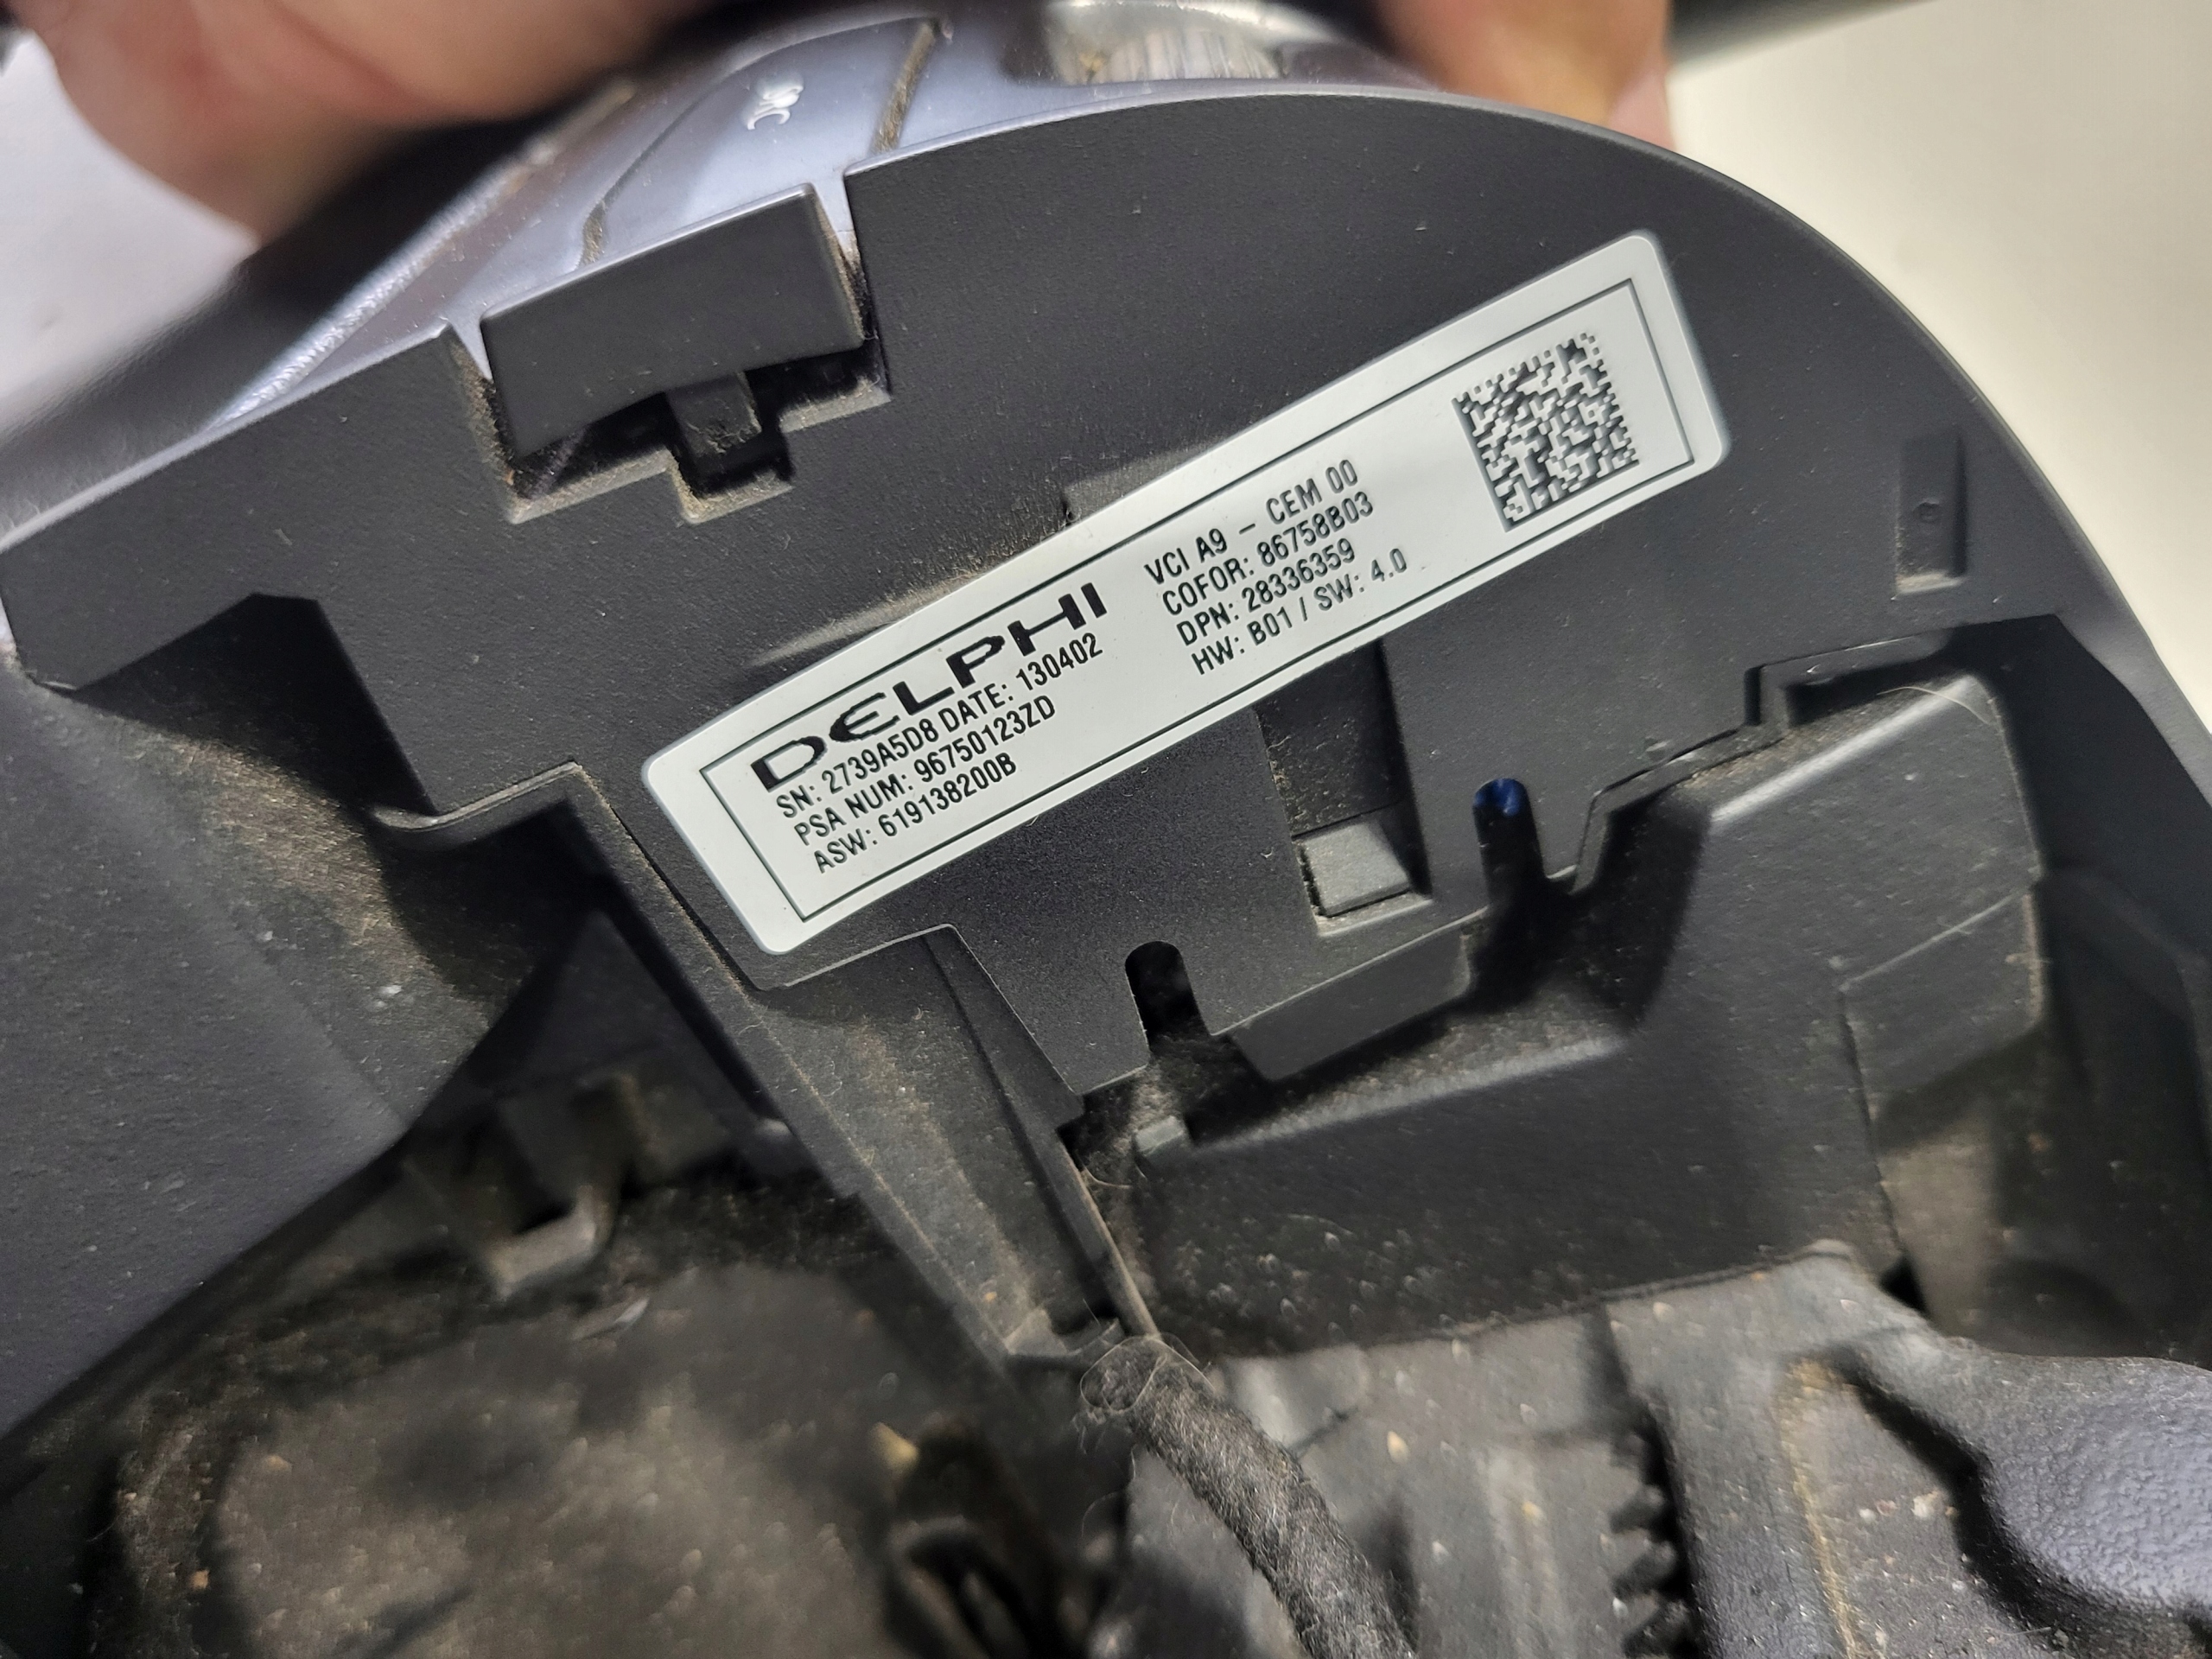 DELPHI
SN: 2739A5D8 DATE: 130402
PSA NUM: 96750123ZD
ASW: 619138200B
VCI A9 – CEM 00
COFOR: 86758B03
DPN: 28336359
HW: B01 / SW: 4.0